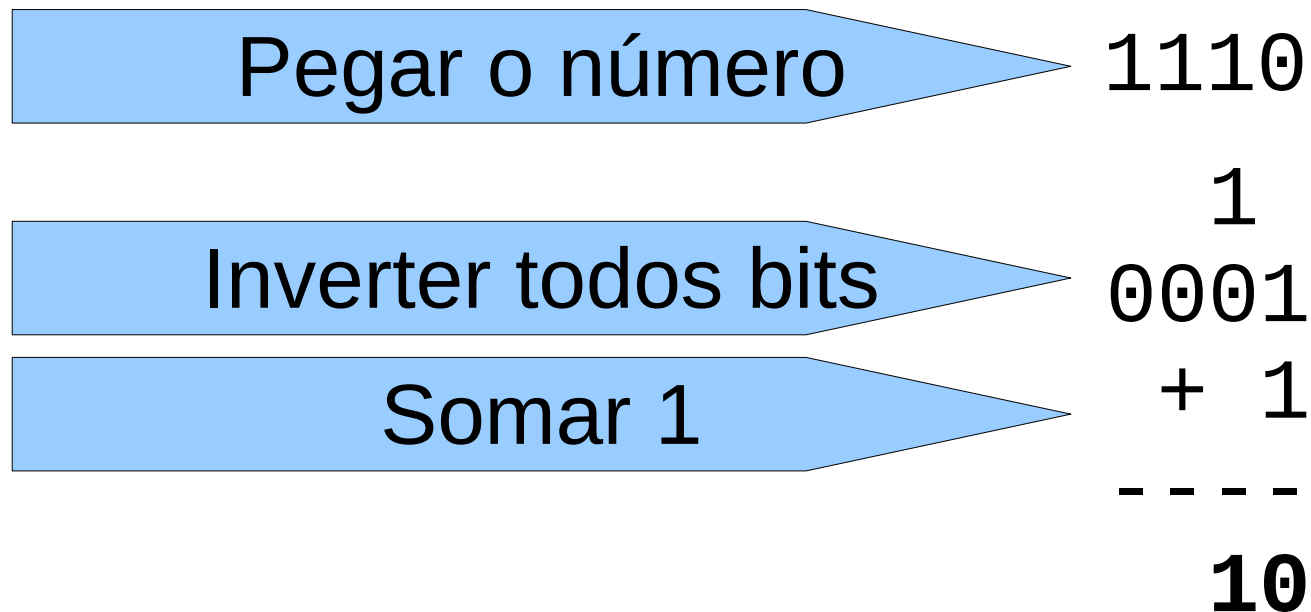 Pegar o número 1110
1
Inverter todos bits 0001
Somar 1 + 1
----
10